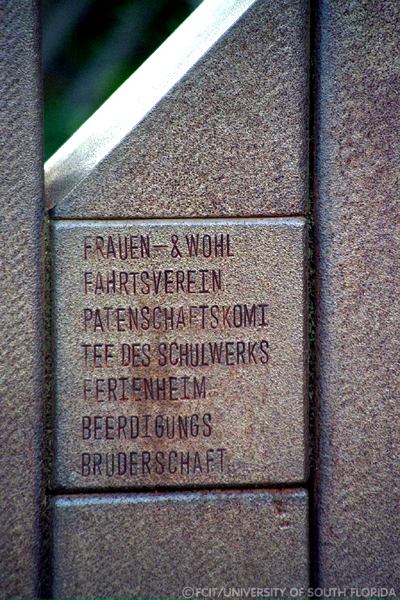 FRAUEN-&WOHL
FAHRTSVEREIN
PATENSCHAFTSKOMI
TEE DES SCHULWERKS
FERIENHEIM
BEERDIGUNGS
BRUDERSCHAFT
©FCIT/UNIVERSITY OF SOUTH FLORIDA